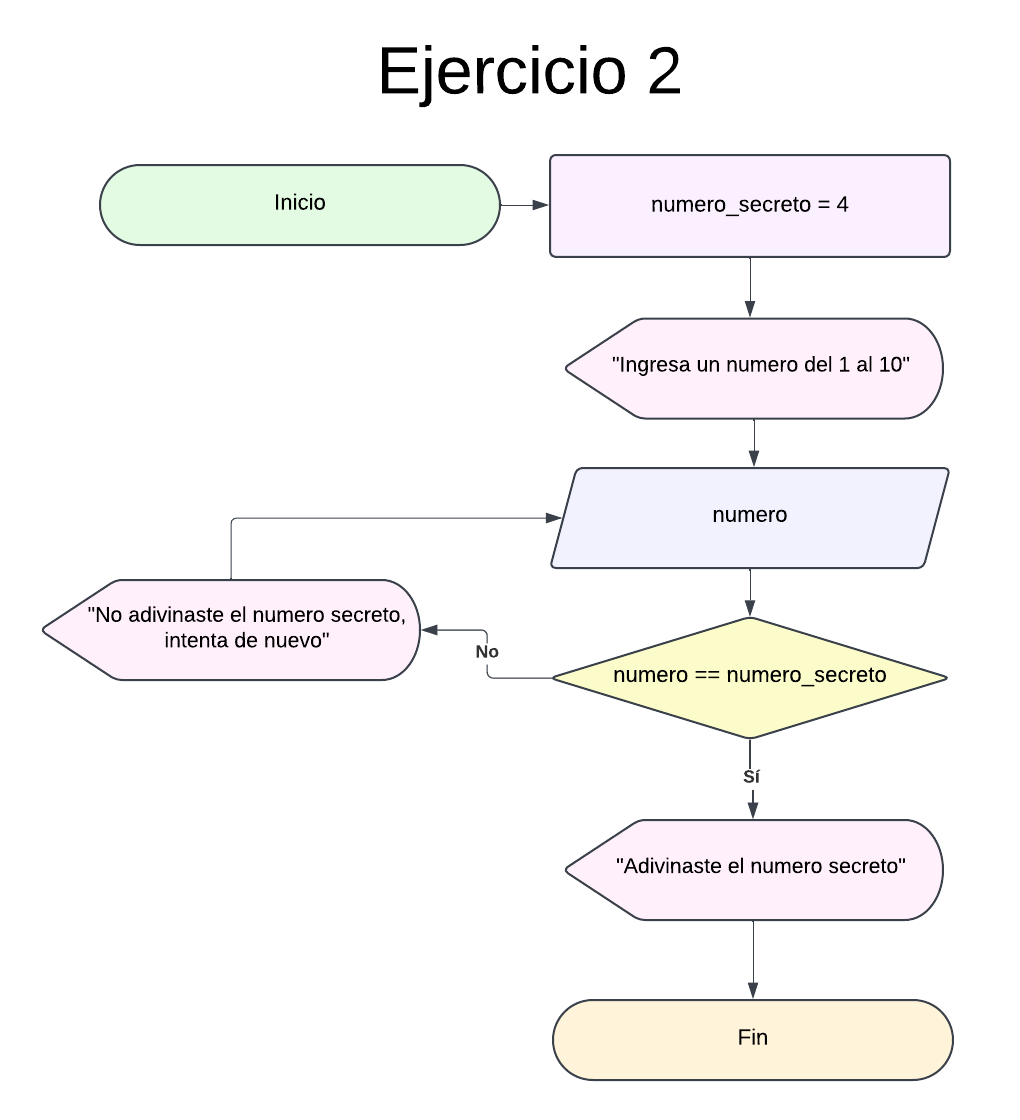 Ejercicio 2
Inicio
numero_secreto = 4
"Ingresa un numero del 1 al 10"
numero
"No adivinaste el numero secreto,
intenta de nuevo"
No
numero == numero_secreto
Sí
"Adivinaste el numero secreto"
Fin